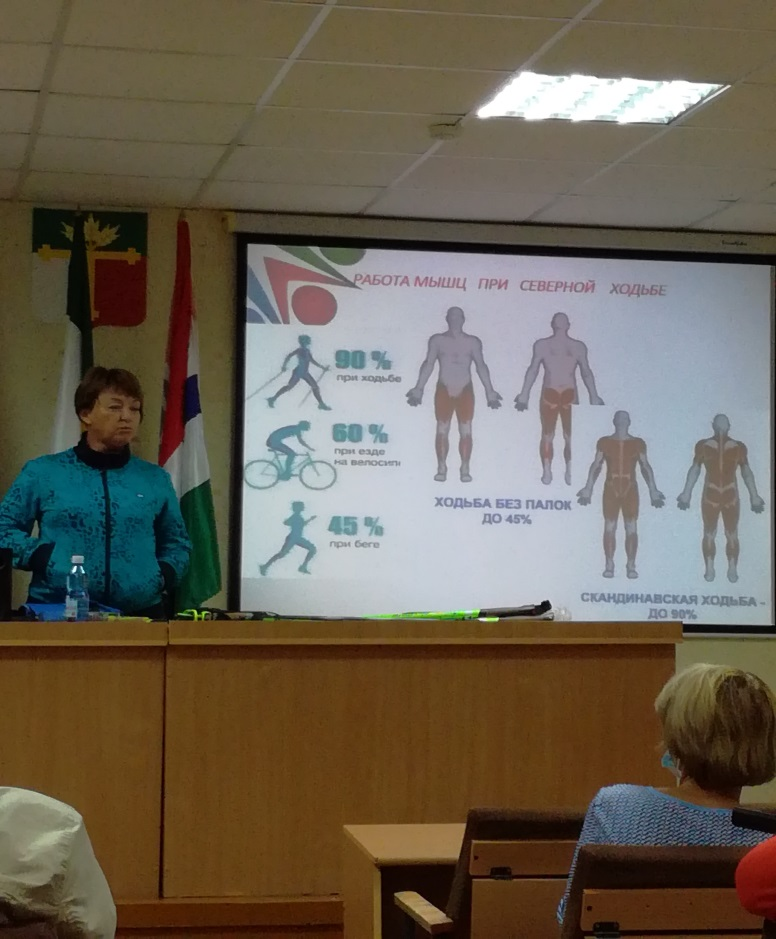 РАБОТА МЫШЦ ПРИ СЕВЕРНОЙ ХОДЬБЕ
90 %
при ходьбе
60 %
при езде
на велосип
45 %
при беге
ХОДЬБА БЕЗ ПАЛОК
ДО 45%
СКАНДИНАВСКАЯ ХОДЬБА -
ДО 90%